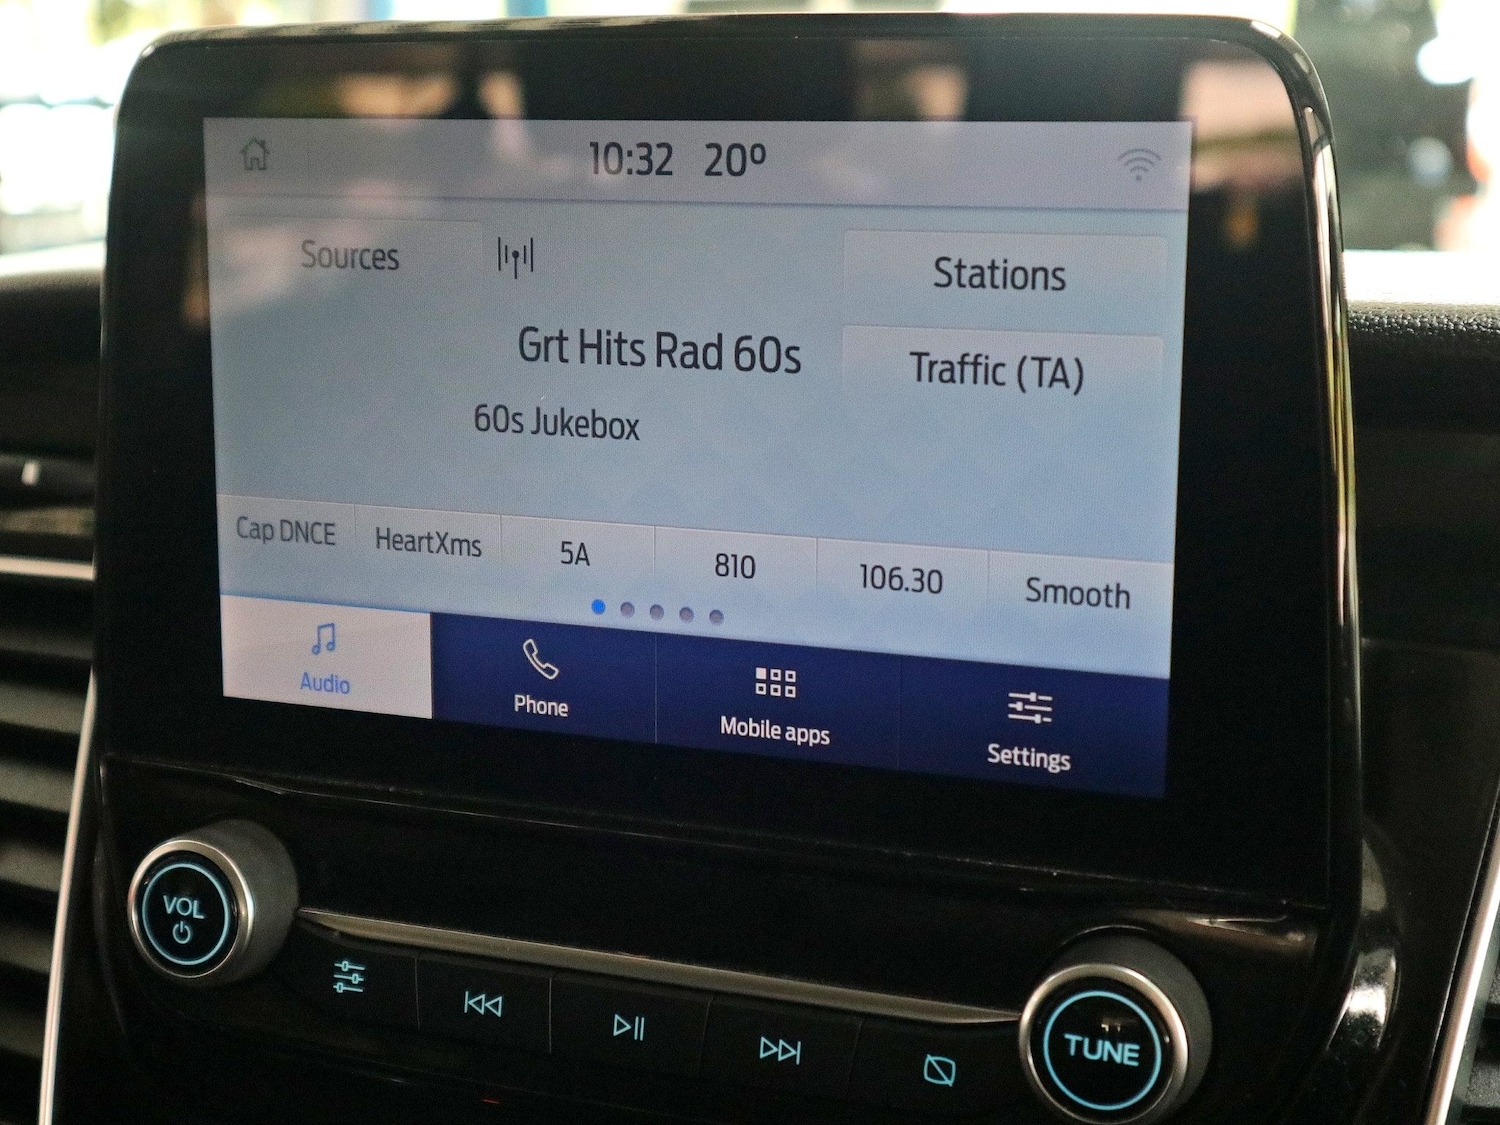 10:32 20º
Sources
Stations
Grt Hits Rad 60s
Traffic (TA)
60s Jukebox
Cap DNCE
HeartXms
5A
810
106.30
Smooth
Audio
Phone
Mobile apps
Settings
VOL
TUNE